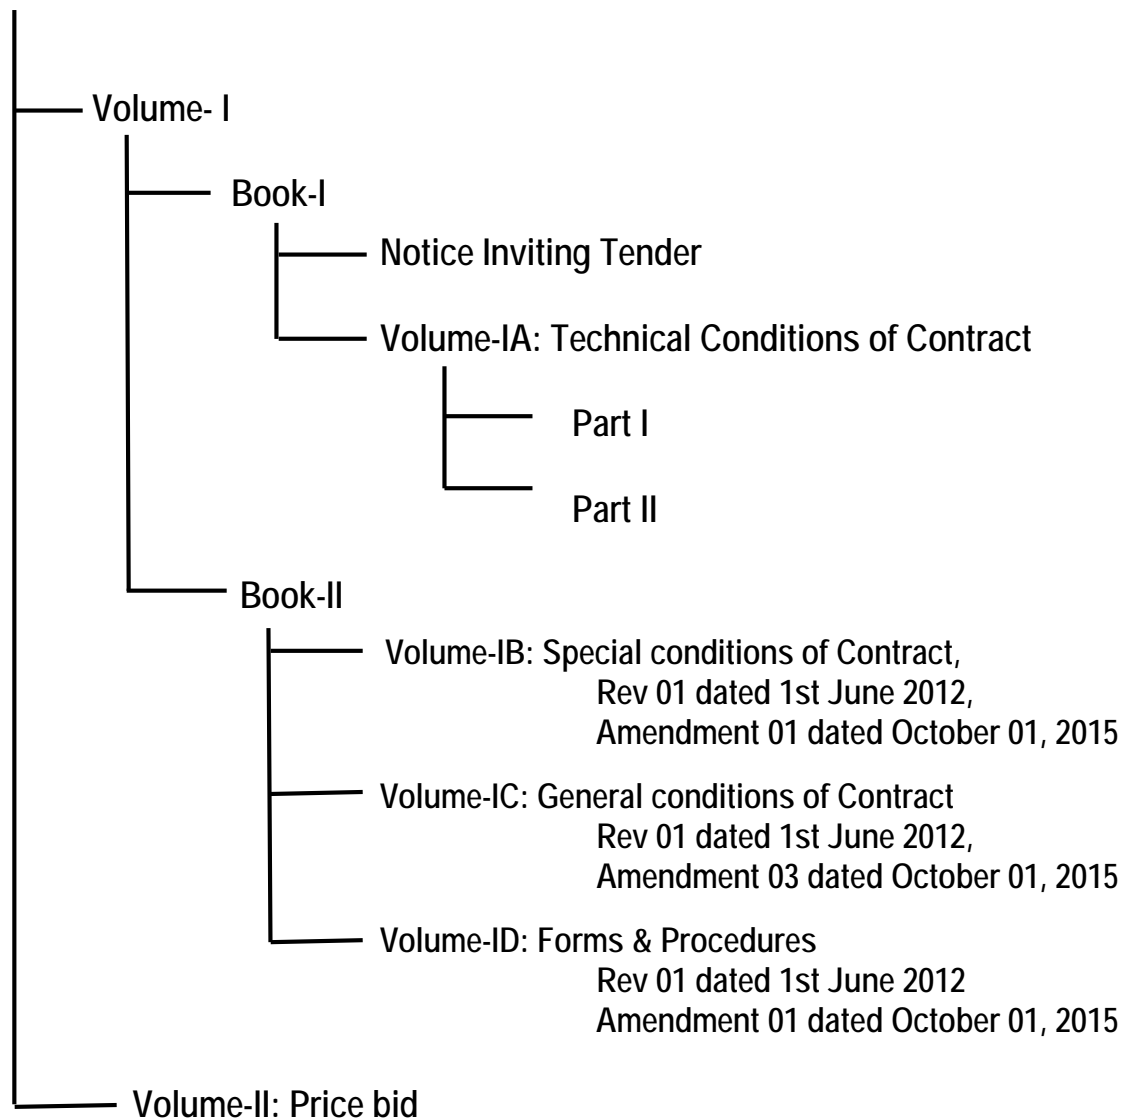 Volume- I
Book-I
Notice Inviting Tender
Volume-IA: Technical Conditions of Contract
Part I
Part II
Book-II
Volume-IB: Special conditions of Contract,
Rev 01 dated 1st June 2012,
Amendment 01 dated October 01, 2015
Volume-IC: General conditions of Contract
Rev 01 dated 1st June 2012,
Amendment 03 dated October 01, 2015
Volume-ID: Forms & Procedures
Rev 01 dated 1st June 2012
Amendment 01 dated October 01, 2015
Volume-II: Price bid